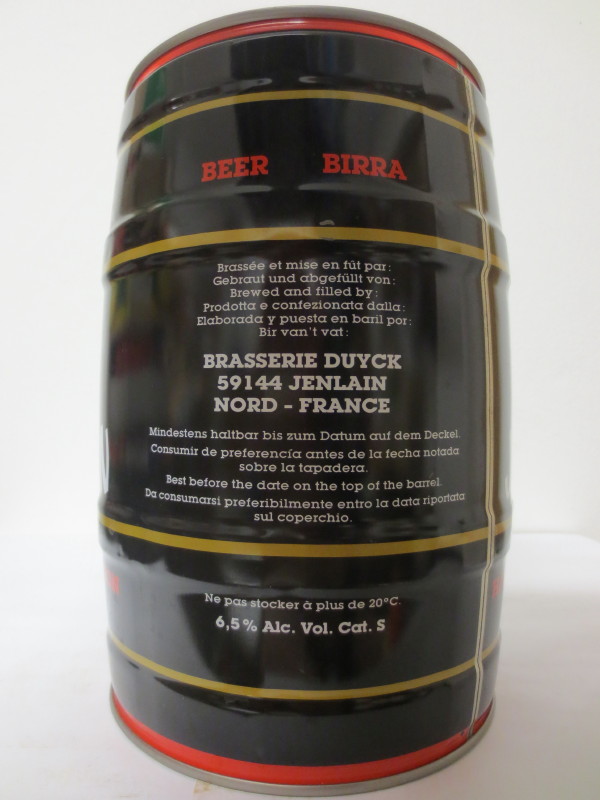 BEER BIRRA
Brassée et mise en fût par:
Gebraut und abgefüllt von:
Brewed and filled by:
Prodotta e confezionata dalla:
Elaborada y puesta en baril por:
Bir van't vat:
BRASSERIE DUYCK
59144 JENLAIN
NORD - FRANCE
Mindestens haltbar bis zum Datum auf dem Deckel.
Consumir de preferencía antes de la fecha notada
sobre la tapadera.
Best before the date on the top of the barrel.
Da consumarsi preferibilmente entro la data riportata
sul coperchio.
Ne pas stocker à plus de 20°C.
6,5% Alc. Vol. Cat. S